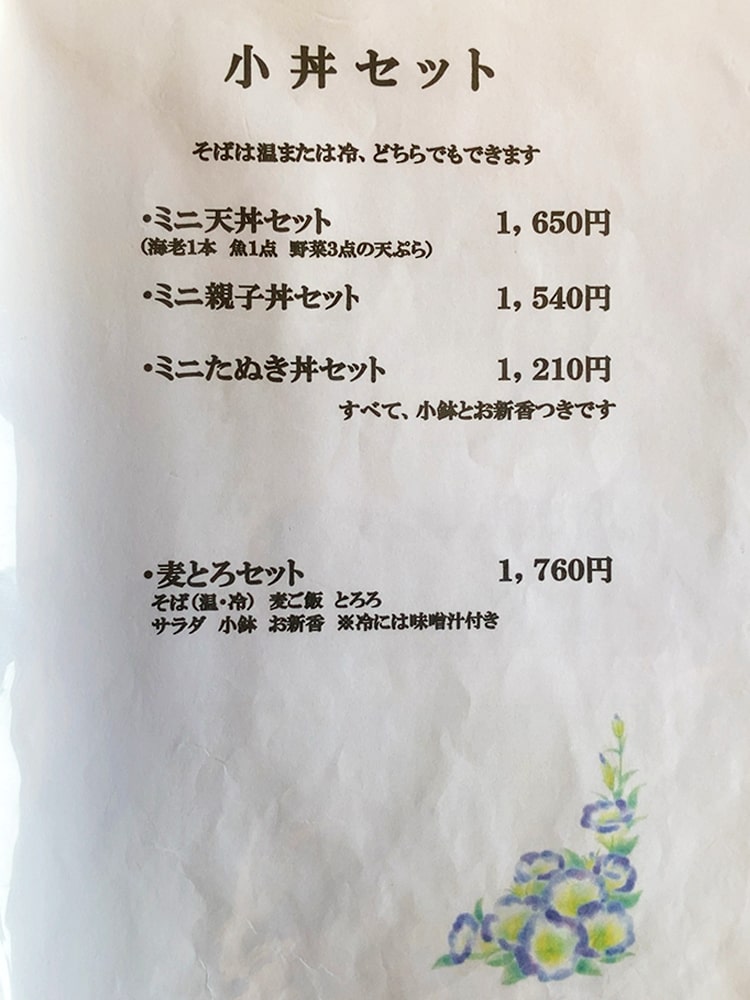 小丼セット
そばは温または冷、どちらでもできます
・ミニ天丼セット 1,650円
(海老1本 魚1点 野菜3点の天ぷら)
・ミニ親子丼セット 1,540円
・ミニたぬき丼セット 1,210円
すべて、小鉢とお新香つきです
・麦とろセット 1,760円
そば(温・冷) 麦ご飯 とろろ
サラダ 小鉢 お新香 ※冷には味噌汁付き